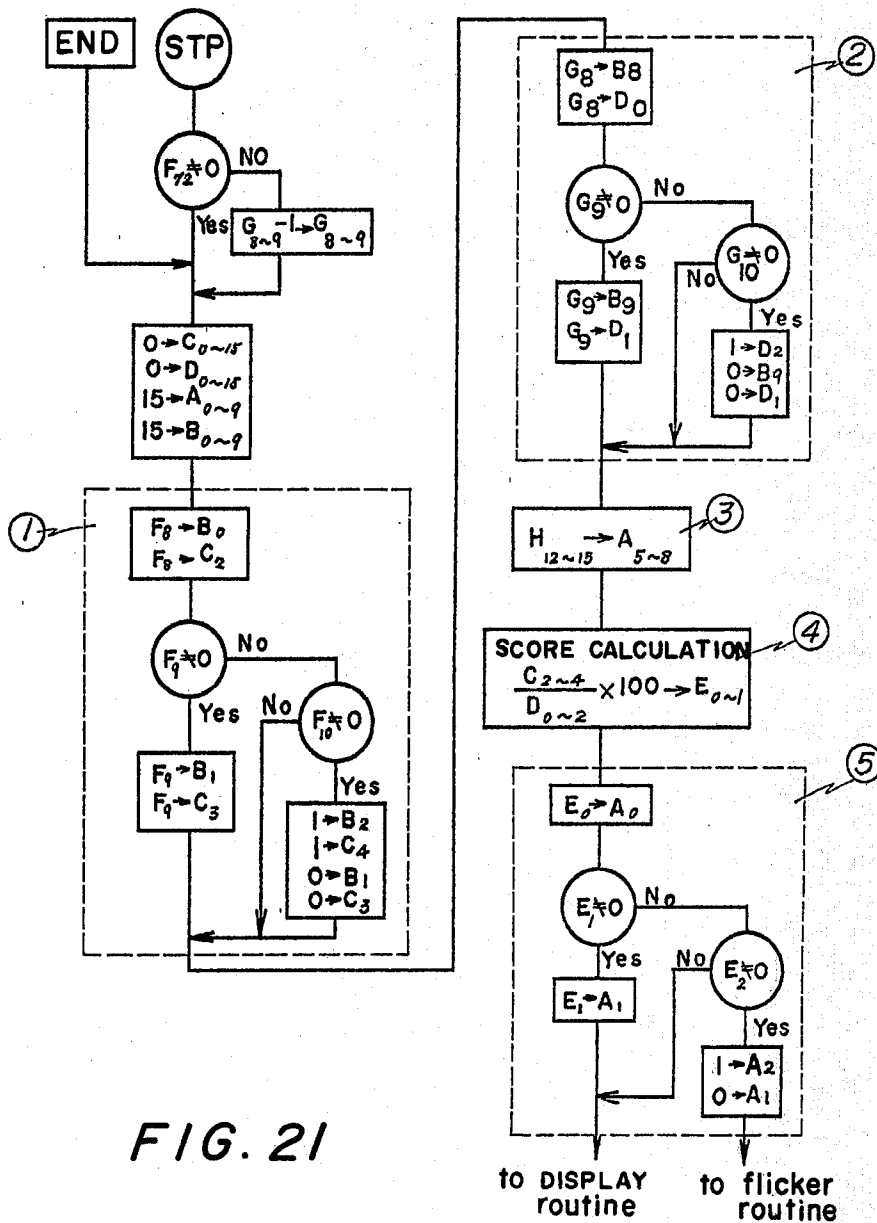 END
STP
F₁₂≒0
NO
Yes
G₈~₉-1→G₈~₉
0→C₀~₁₅
0→D₀~₁₅
15→A₀~₉
15→B₀~₉
①
F₈→B₀
F₈→C₂
F₉≒0
No
Yes
F₁₀≒0
No
F₉→B₁
F₉→C₃
Yes
1→B₂
1→C₄
0→B₁
0→C₃
②
G₈→B8
G₈→D₀
G₉≒0
No
Yes
G₁₀≒0
No
G₉→B₉
G₉→D₁
Yes
1→D₂
0→B₉
0→D₁
③
H₁₂~₁₅→A₅~₈
④
SCORE CALCULATION
C₂~₄/D₀~₂ ×100→E₀~₁
⑤
E₀→A₀
E₁≒0
No
Yes
E₂≒0
No
E₁→A₁
Yes
1→A₂
0→A₁
to DISPLAY
routine
to flicker
routine
FIG. 21